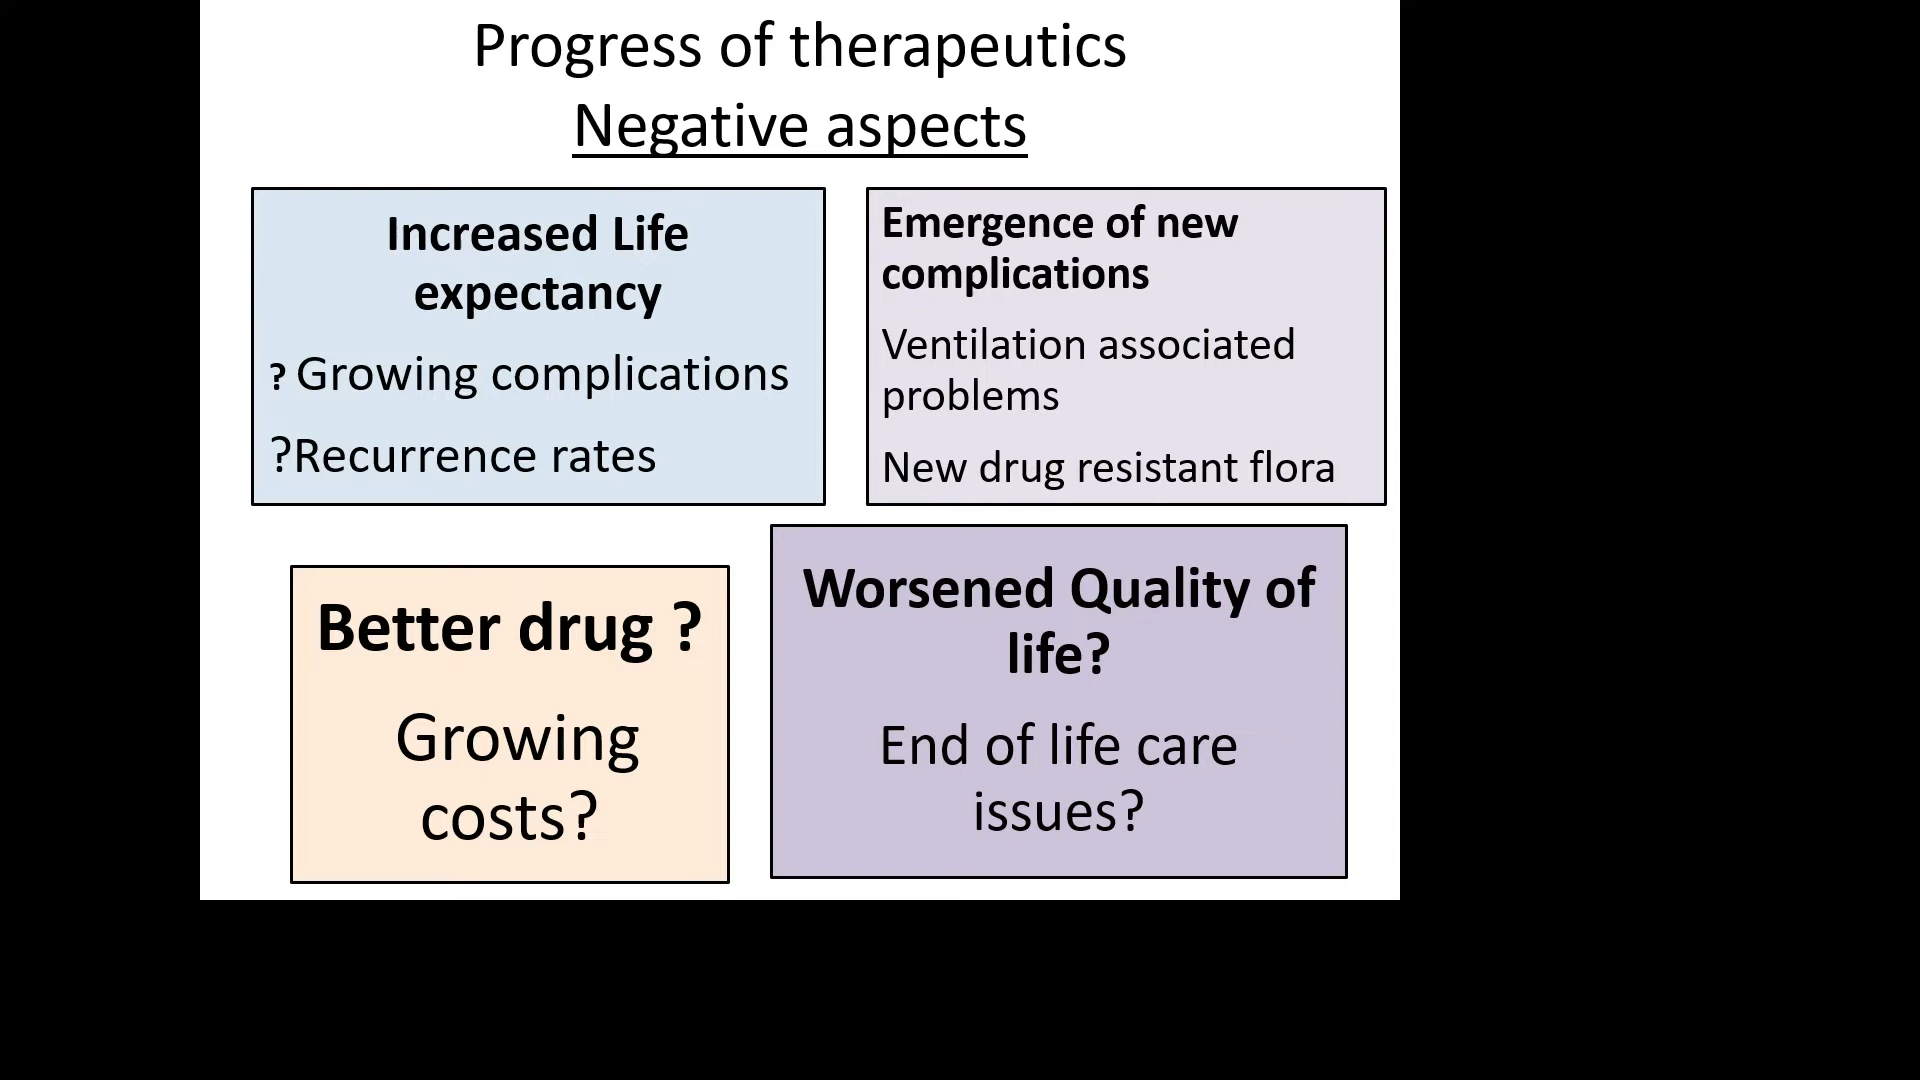 Progress of therapeutics
Negative aspects
Increased Life
expectancy
? Growing complications
?Recurrence rates
Emergence of new
complications
Ventilation associated
problems
New drug resistant flora
Better drug ?
Growing
costs?
Worsened Quality of
life?
End of life care
issues?